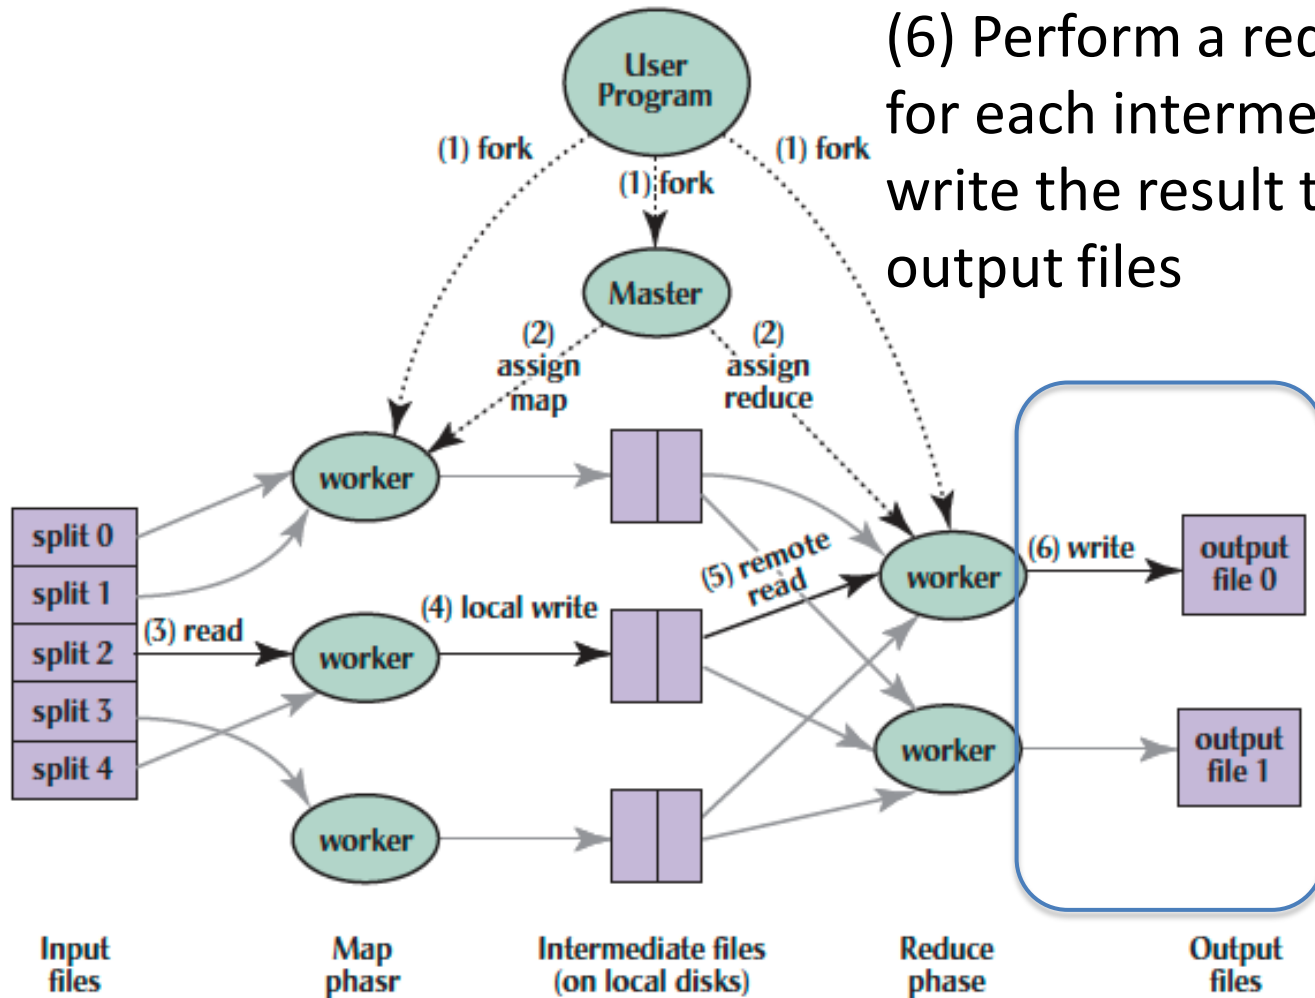 (6) Perform a
for each
write the result
output files
User
Program
(1) fork
(1) fork
(1) fork
Master
(2)
assign
map
(2)
assign
reduce
worker
split 0
split 1
split 2
split 3
split 4
(3) read
worker
(4) local write
(5) remote
read
worker
(6) write
output
file 0
worker
output
file 1
worker
Input
files
Map
phasr
Intermediate files
(on local disks)
Reduce
phase
Output
files